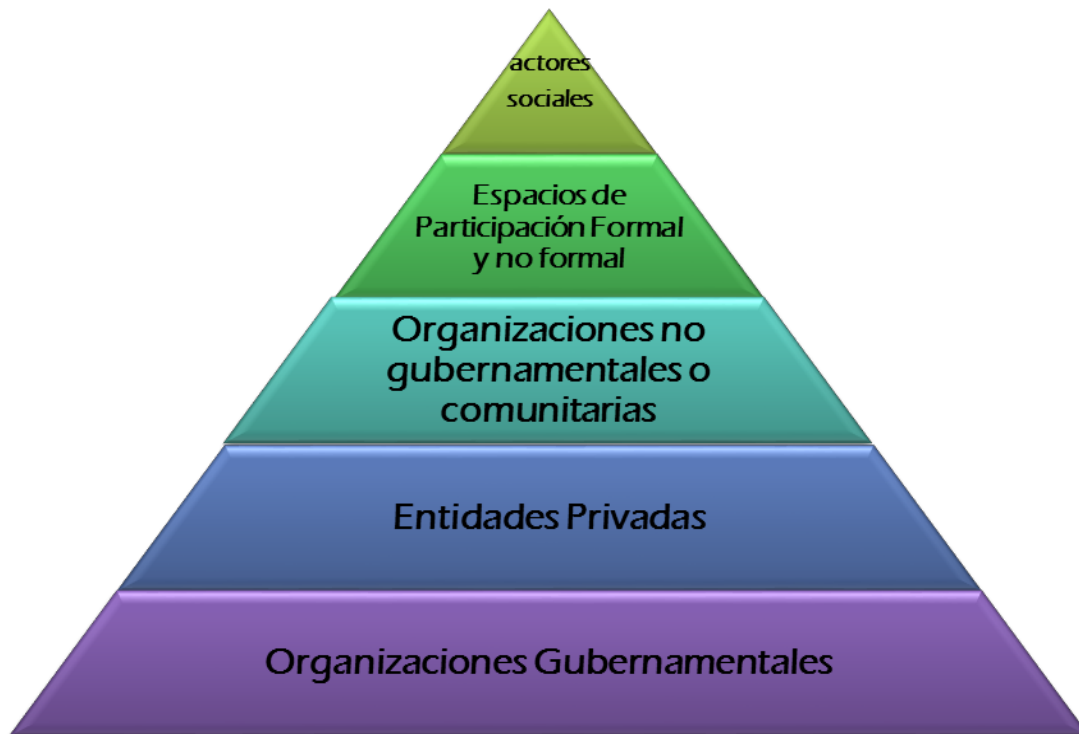 actores
sociales
Espacios de
Participación Formal
y no formal
Organizaciones no
gubernamentales o
comunitarias
Entidades Privadas
Organizaciones Gubernamentales